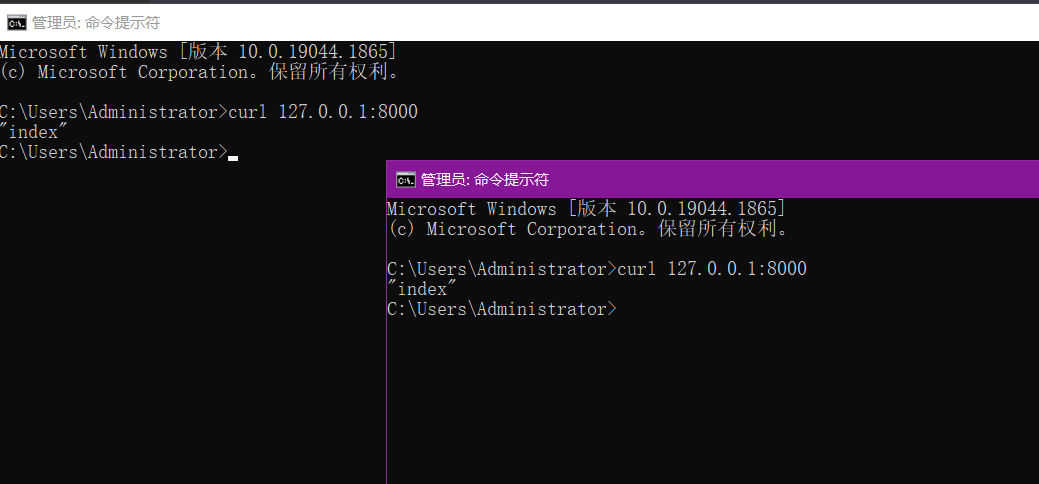 管理员: 命令提示符
Microsoft Windows [版本 10.0.19044.1865]
(c) Microsoft Corporation。保留所有权利。
C:\Users\Administrator>curl 127.0.0.1:8000
"index"
C:\Users\Administrator>
管理员: 命令提示符
Microsoft Windows [版本 10.0.19044.1865]
(c) Microsoft Corporation。保留所有权利。
C:\Users\Administrator>curl 127.0.0.1:8000
"index"
C:\Users\Administrator>